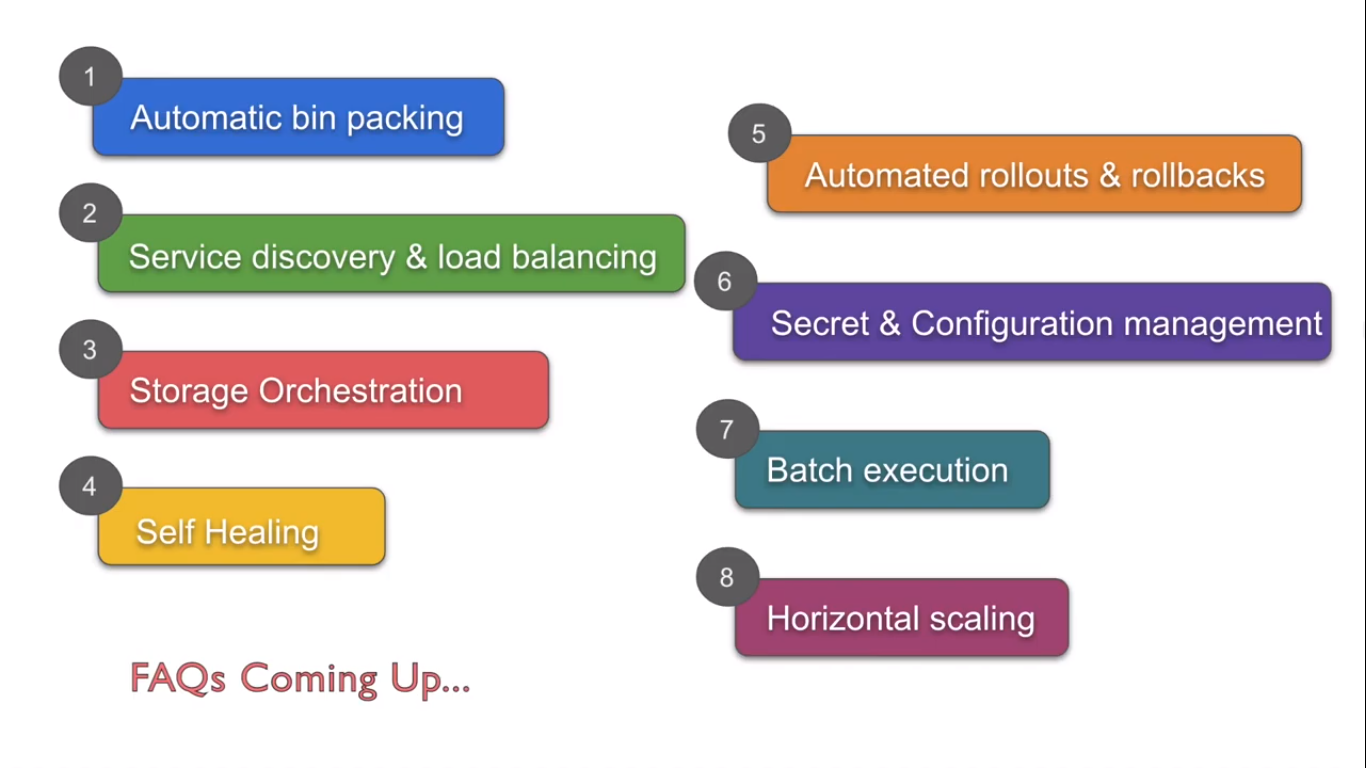 1
Automatic bin packing
2
Service discovery & load balancing
3
Storage Orchestration
4
Self Healing
5
Automated rollouts & rollbacks
6
Secret & Configuration management
7
Batch execution
8
Horizontal scaling
FAQs Coming Up...